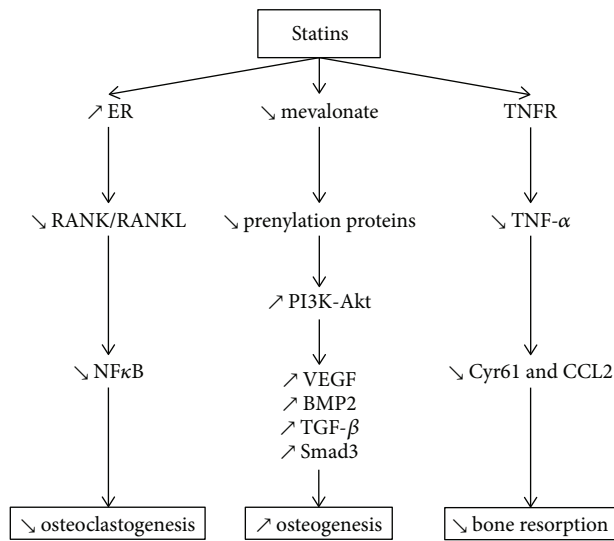 Statins
↗ ER
↘ mevalonate
TNFR
↘ RANK/RANKL
↘ prenylation proteins
↘ TNF-α
↗ PI3K-Akt
↘ NFκB
↗ VEGF
↗ BMP2
↗ TGF-β
↗ Smad3
↘ Cyr61 and CCL2
↘ osteoclastogenesis
↗ osteogenesis
↘ bone resorption